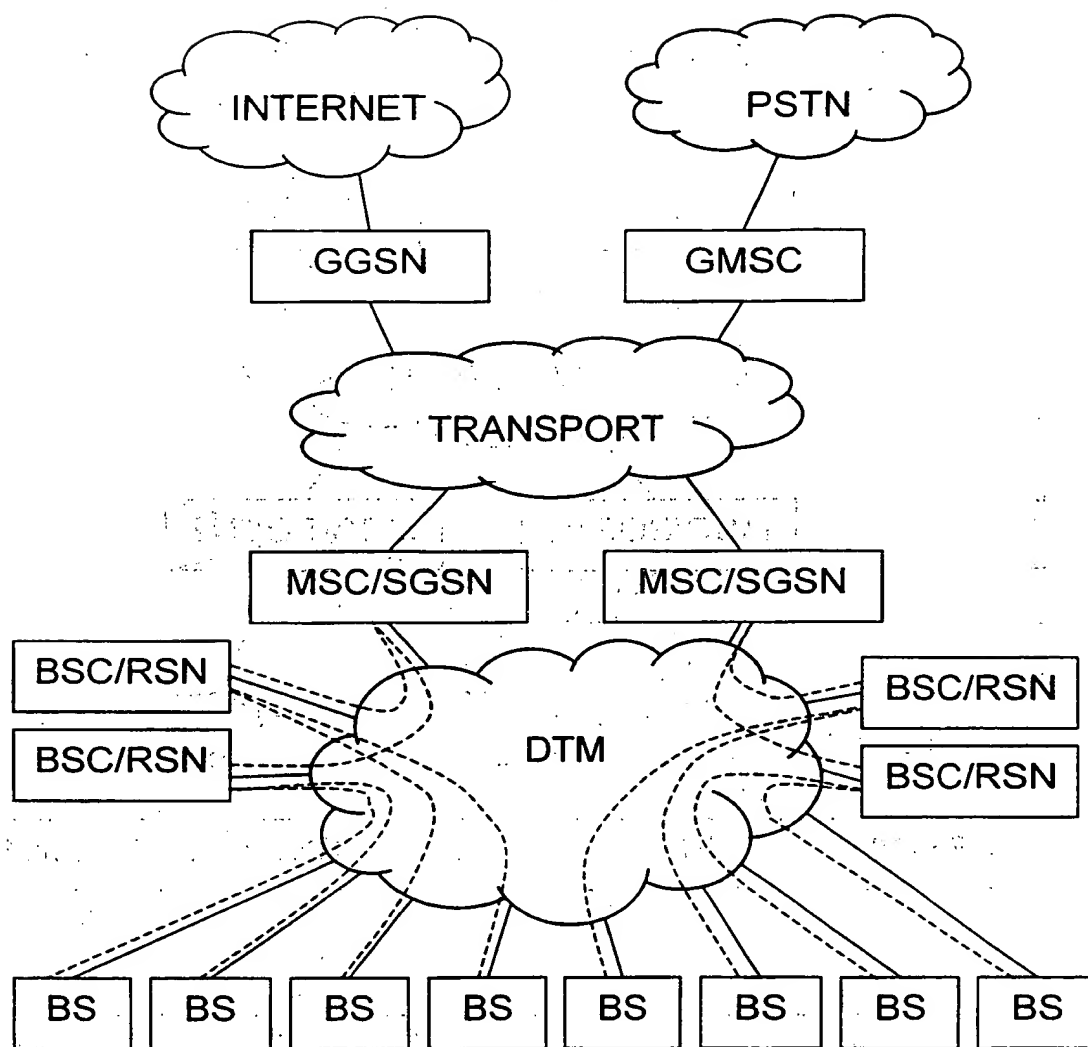 INTERNET
PSTN
GGSN
GMSC
TRANSPORT
MSC/SGSN
MSC/SGSN
BSC/RSN
BSC/RSN
DTM
BSC/RSN
BSC/RSN
BS
BS
BS
BS
BS
BS
BS
BS